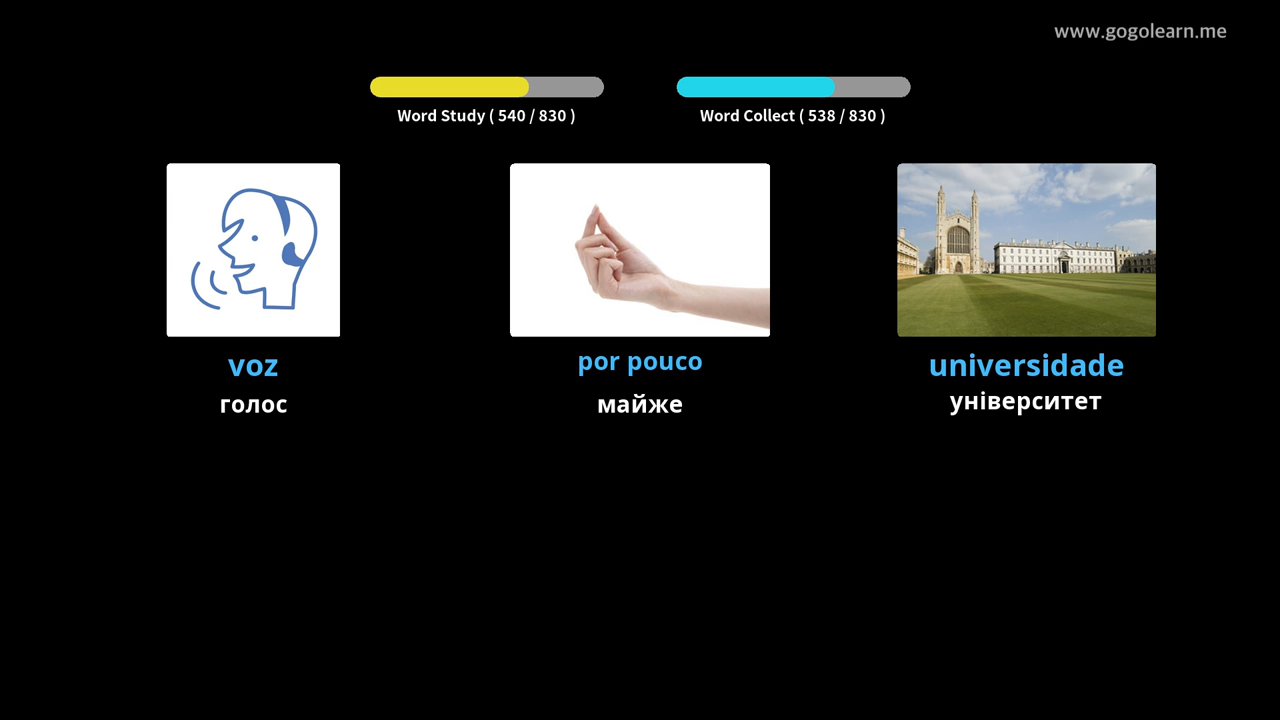 www.gogolearn.me
Word Study ( 540 / 830 )
Word Collect ( 538 / 830 )
voz
голос
por pouco
майже
universidade
університет